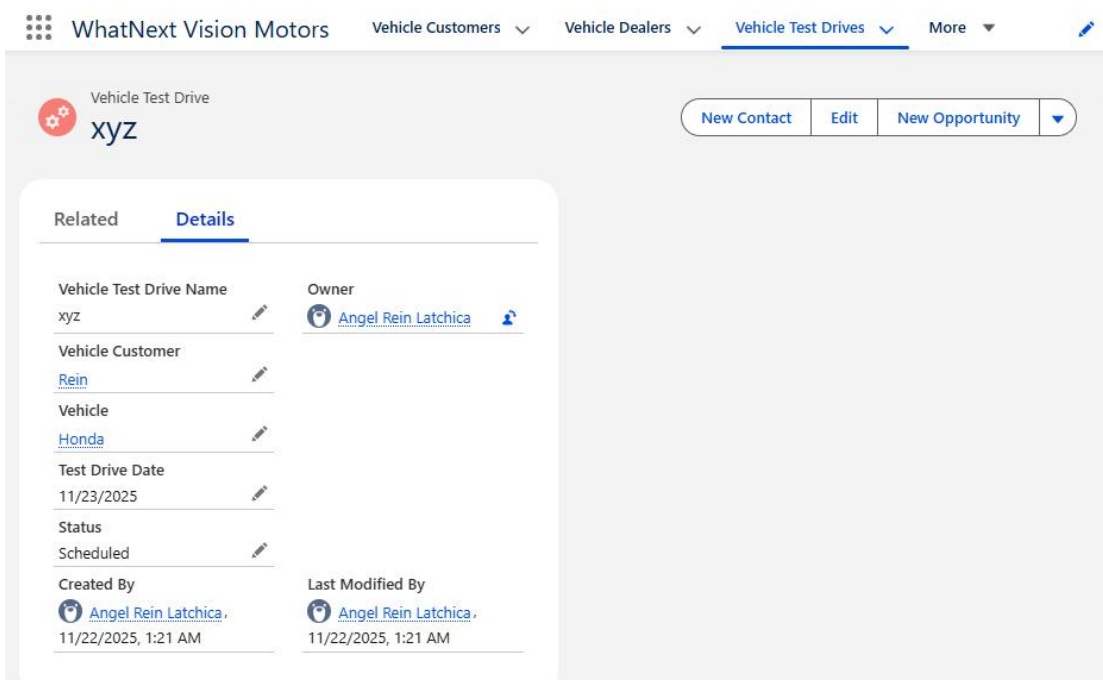 WhatNext Vision Motors Vehicle Customers Vehicle Dealers Vehicle Test Drives More
Vehicle Test Drive
xyz
New Contact Edit New Opportunity
Related Details
Vehicle Test Drive Name Owner
xyz Angel Rein Latchica
Vehicle Customer
Rein
Vehicle
Honda
Test Drive Date
11/23/2025
Status
Scheduled
Created By Last Modified By
Angel Rein Latchica, Angel Rein Latchica,
11/22/2025, 1:21 AM 11/22/2025, 1:21 AM